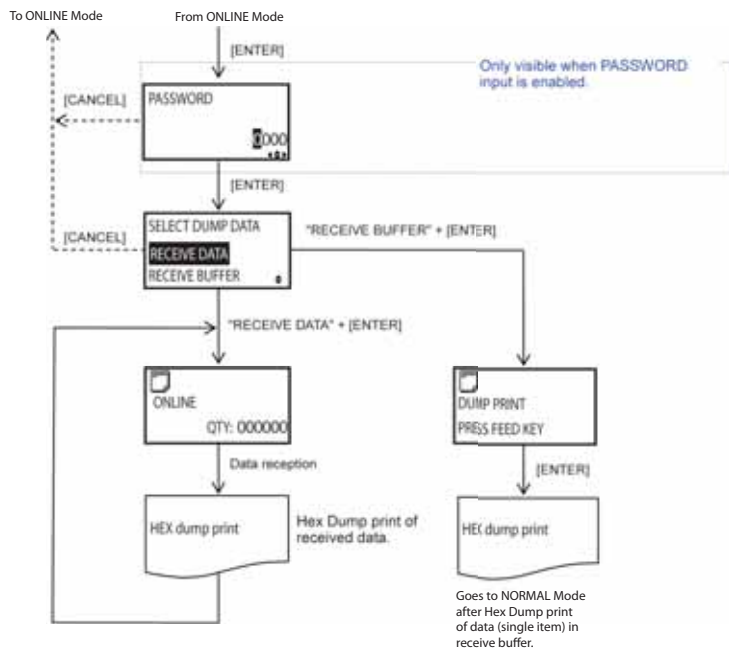 To ONLINE Mode
From ONLINE Mode
[ENTER]
Only visible when PASSWORD
input is enabled.
[CANCEL]
PASSWORD
0000
[ENTER]
[CANCEL]
SELECT DUMP DATA
RECEIVE DATA
RECEIVE BUFFER
"RECEIVE BUFFER" + [ENTER]
"RECEIVE DATA" + [ENTER]
ONLINE
QTY: 000000
DUMP PRINT
PRESS FEED KEY
Data reception
[ENTER]
HEX dump print
Hex Dump print of
received data.
HEX dump print
Goes to NORMAL Mode
after Hex Dump print
of data (single item) in
receive buffer.